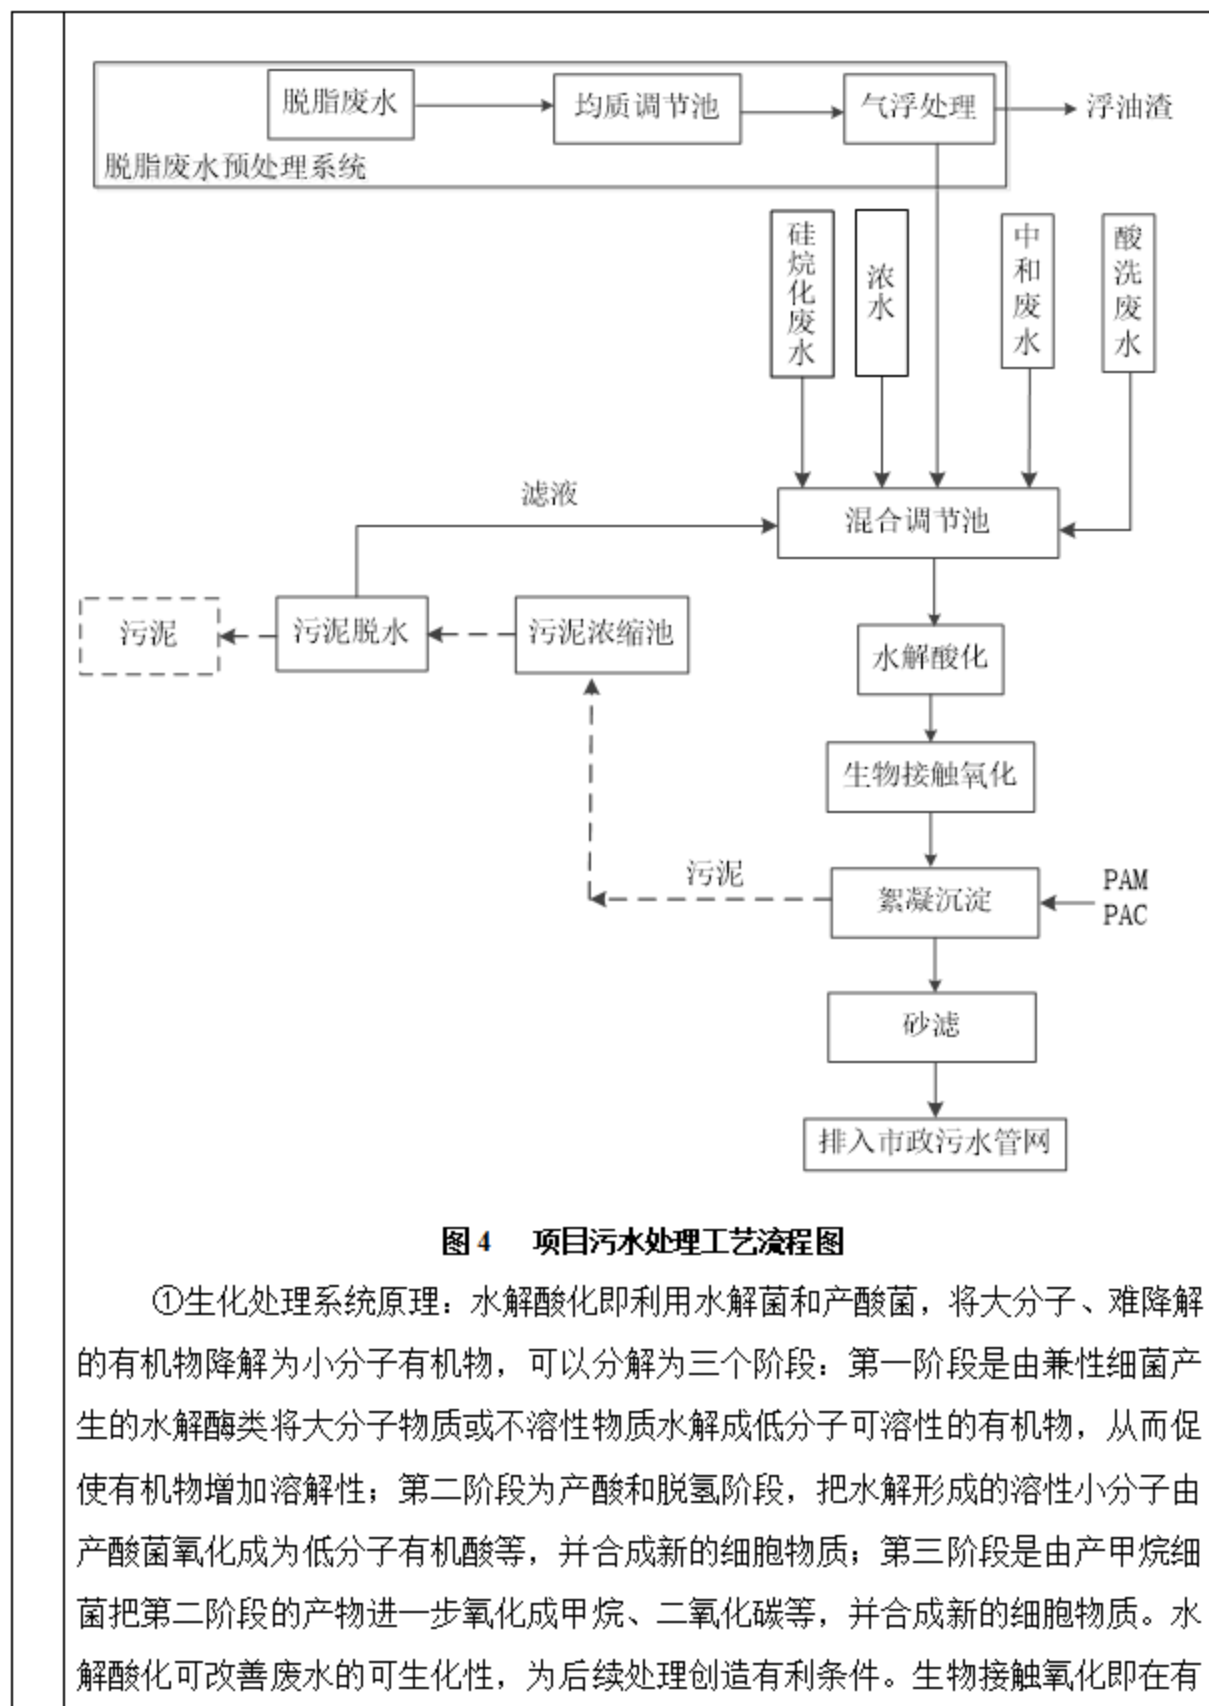 脱脂废水
均质调节池
气浮处理
浮油渣
脱脂废水预处理系统
硅烷化废水
浓水
中和废水
酸洗废水
滤液
混合调节池
污泥
污泥脱水
污泥浓缩池
水解酸化
生物接触氧化
污泥
絮凝沉淀
PAM
PAC
砂滤
排入市政污水管网
图 4 项目污水处理工艺流程图
①生化处理系统原理：水解酸化即利用水解菌和产酸菌，将大分子、难降解
的有机物降解为小分子有机物，可以分解为三个阶段：第一阶段是由兼性细菌产
生的水解酶类将大分子物质或不溶性物质水解成低分子可溶性的有机物，从而促
使有机物增加溶解性；第二阶段为产酸和脱氢阶段，把水解形成的溶性小分子由
产酸菌氧化成为低分子有机酸等，并合成新的细胞物质；第三阶段是由产甲烷细
菌把第二阶段的产物进一步氧化成甲烷、二氧化碳等，并合成新的细胞物质。水
解酸化可改善废水的可生化性，为后续处理创造有利条件。生物接触氧化即在有